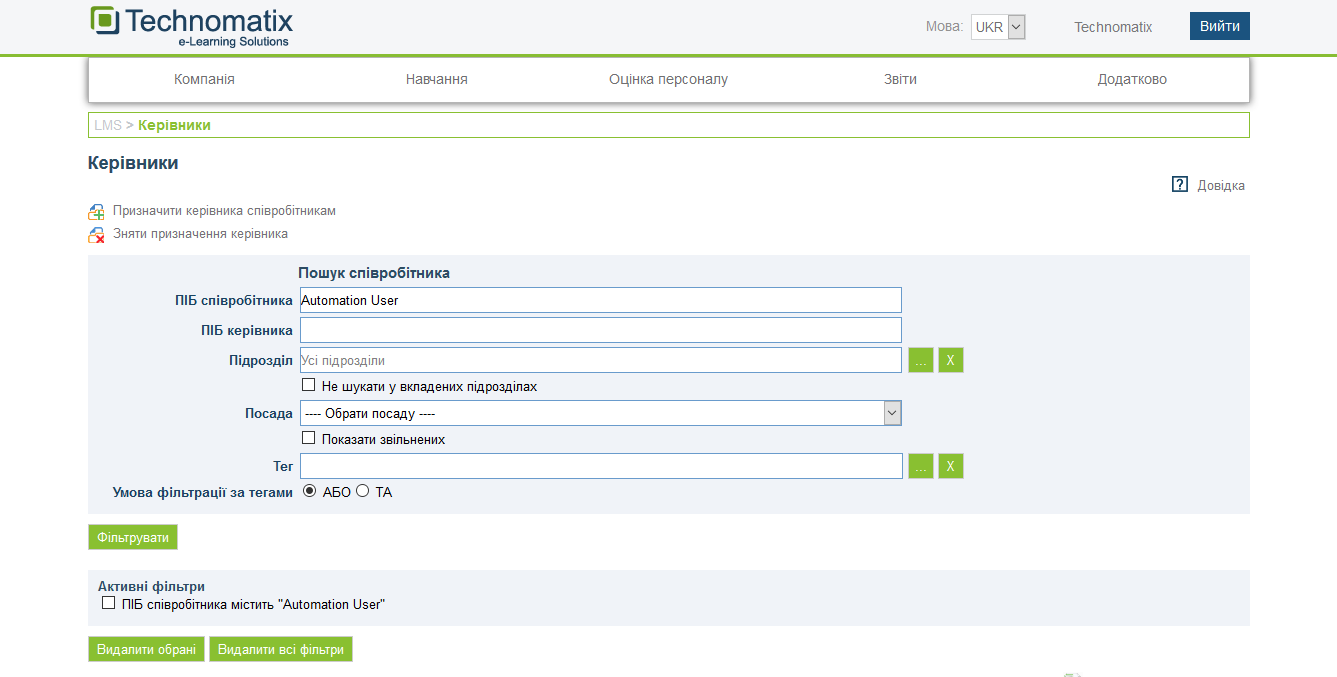 Technomatix
e-Learning Solutions
Мова: UKR Technomatix Вийти
Компанія Навчання Оцінка персоналу Звіти Додатково
LMS > Керівники
Керівники
? Довідка
Призначити керівника співробітникам
Зняти призначення керівника
Пошук співробітника
ПІБ співробітника Automation User
ПІБ керівника
Підрозділ Усі підрозділи ... X
Не шукати у вкладених підрозділах
Посада ---- Обрати посаду ----
Показати звільнених
Тег ... X
Умова фільтрації за тегами АБО ТА
Фільтрувати
Активні фільтри
ПІБ співробітника містить "Automation User"
Видалити обрані Видалити всі фільтри